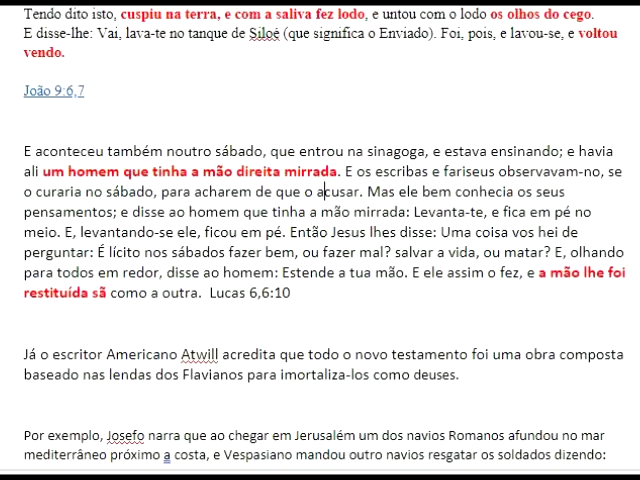 Tendo dito isto, cuspiu na terra, e com a saliva fez lodo, e untou com o lodo os olhos do cego.
E disse-lhe: Vai, lava-te no tanque de Siloé (que significa o Enviado). Foi, pois, e lavou-se, e voltou
vendo.
João 9:6,7
E aconteceu também noutro sábado, que entrou na sinagoga, e estava ensinando; e havia
ali um homem que tinha a mão direita mirrada. E os escribas e fariseus observavam-no, se
o curaria no sábado, para acharem de que o acusar. Mas ele bem conhecia os seus
pensamentos; e disse ao homem que tinha a mão mirrada: Levanta-te, e fica em pé no
meio. E, levantando-se ele, ficou em pé. Então Jesus lhes disse: Uma coisa vos hei de
perguntar: É lícito nos sábados fazer bem, ou fazer mal? salvar a vida, ou matar? E, olhando
para todos em redor, disse ao homem: Estende a tua mão. E ele assim o fez, e a mão lhe foi
restituída sã como a outra. Lucas 6,6:10
Já o escritor Americano Atwill acredita que todo o novo testamento foi uma obra composta
baseado nas lendas dos Flavianos para imortaliza-los como deuses.
Por exemplo, Josefo narra que ao chegar em Jerusalém um dos navios Romanos afundou no mar
mediterrâneo próximo a costa, e Vespasiano mandou outro navios resgatar os soldados dizendo: